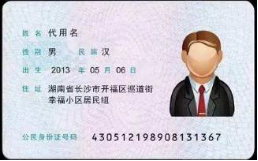 姓名 代用名
性别 男 民族 汉
出生 2013 年 05 月 06 日
住址 湖南省长沙市开福区巡道街
幸福小区居民组
公民身份证号码 430512198908131367